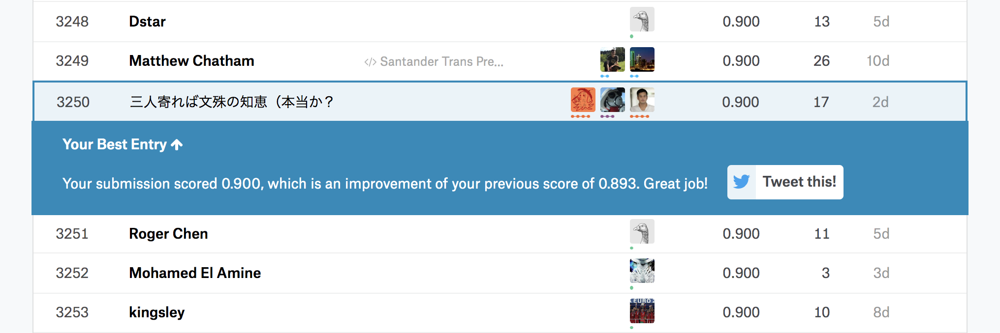 3248 Dstar 0.900 13 5d
3249 Matthew Chatham </> Santander Trans Pre... 0.900 26 10d
3250 三人寄れば文殊の知恵（本当か？ 0.900 17 2d
Your Best Entry ↑
Your submission scored 0.900, which is an improvement of your previous score of 0.893. Great job! Tweet this!
3251 Roger Chen 0.900 11 5d
3252 Mohamed El Amine 0.900 3 3d
EURO 2
3253 kingsley 0.900 10 8d